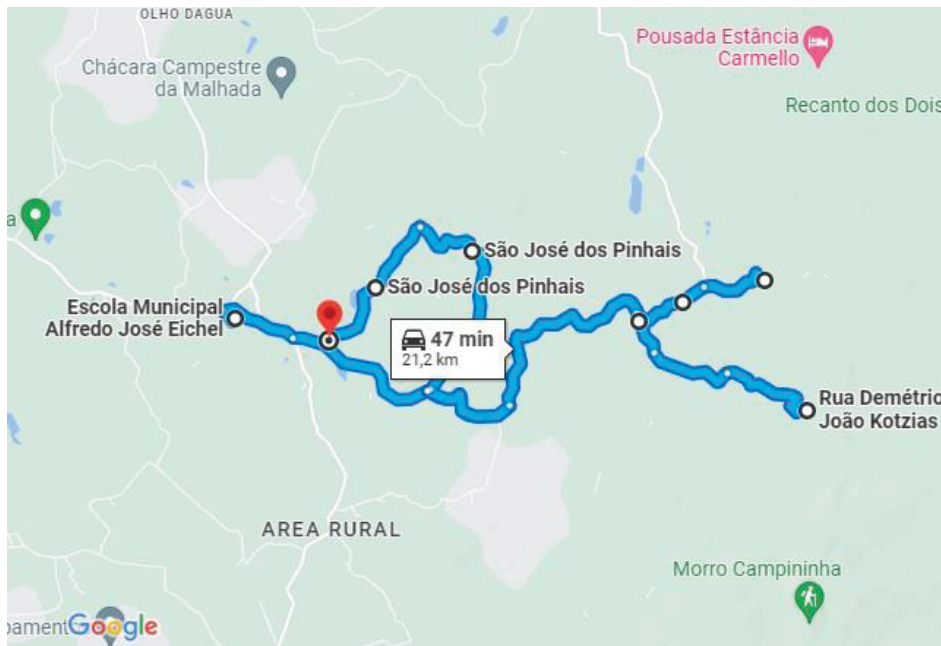 OLHO DAGUA
Pousada Estância
Carmello
Chácara Campestre
da Malhada
Recanto dos Dois
a
São José dos Pinhais
São José dos Pinhais
Escola Municipal
Alfredo José Eichel
47 min
21,2 km
Rua Demétrio
João Kotzias
AREA RURAL
Morro Campininha
pament
Google